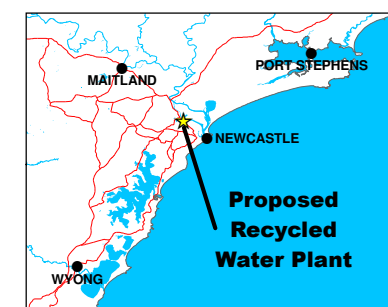 PORT STEPHENS
MAITLAND
NEWCASTLE
Proposed
Recycled
Water Plant
WYONG